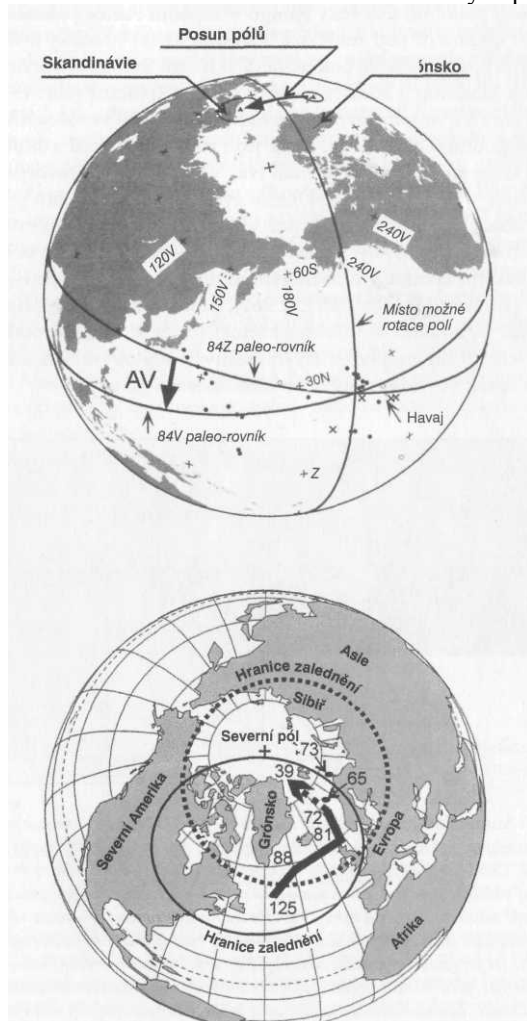 Posun pólů
Skandinávie
ónsko
120V
240V
150V
60S
180V
240V
Místo možné
rotace polí
84Z paleo-rovník
AV
30N
Havaj
84V paleo-rovník
Z
Asie
Hranice zalednění
Sibiř
Severní pól
73
39
65
Severní Amerika
Grónsko
72
81
Evropa
88
125
Hranice zalednění
Afrika